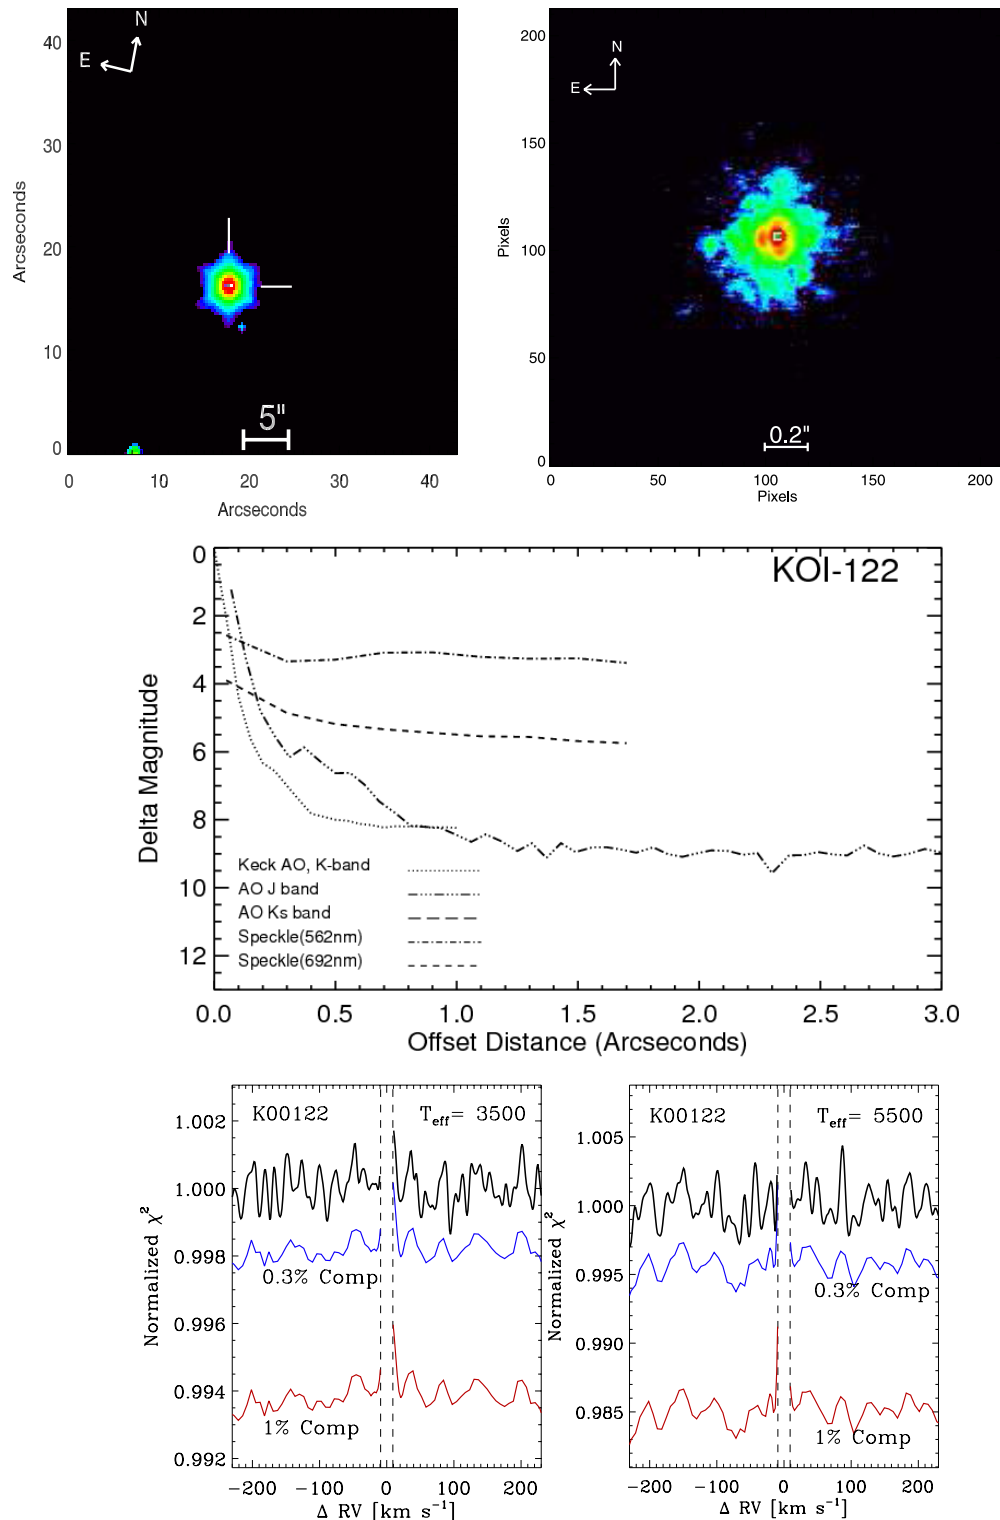 N
E
Arcseconds
40
30
20
10
0
5"
0 10 20 30 40
Arcseconds
N
E
Pixels
200
150
100
50
0
0.2"
0 50 100 150 200
Pixels
KOI-122
Delta Magnitude
0
2
4
6
8
10
12
Keck AO, K-band
AO J band
AO Ks band
Speckle(562nm)
Speckle(692nm)
0.0 0.5 1.0 1.5 2.0 2.5 3.0
Offset Distance (Arcseconds)
K00122 T_eff= 3500
Normalized χ²
1.002
1.000
0.998
0.996
0.994
0.992
0.3% Comp
1% Comp
−200 −100 0 100 200
Δ RV [km s⁻¹]
K00122 T_eff= 5500
Normalized χ²
1.005
1.000
0.995
0.990
0.985
0.3% Comp
1% Comp
−200 −100 0 100 200
Δ RV [km s⁻¹]